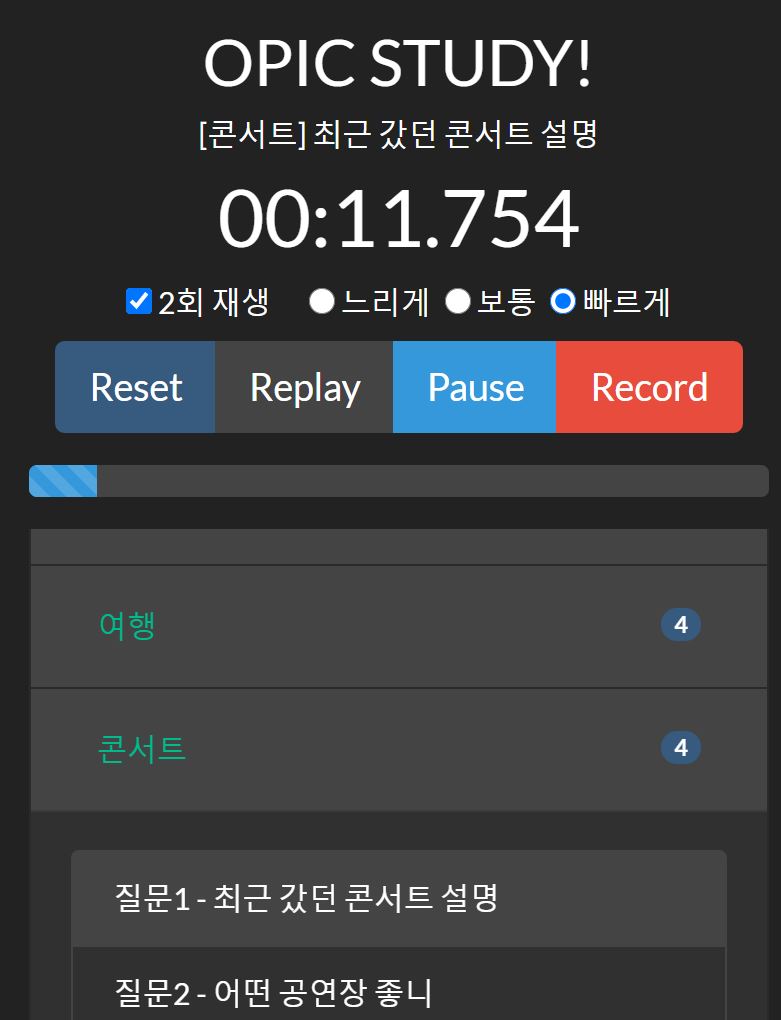 OPIC STUDY!
[콘서트] 최근 갔던 콘서트 설명
00:11.754
2회 재생 느리게 보통 빠르게
Reset Replay Pause Record
여행 4
콘서트 4
질문1 - 최근 갔던 콘서트 설명
질문2 - 어떤 공연장 좋니